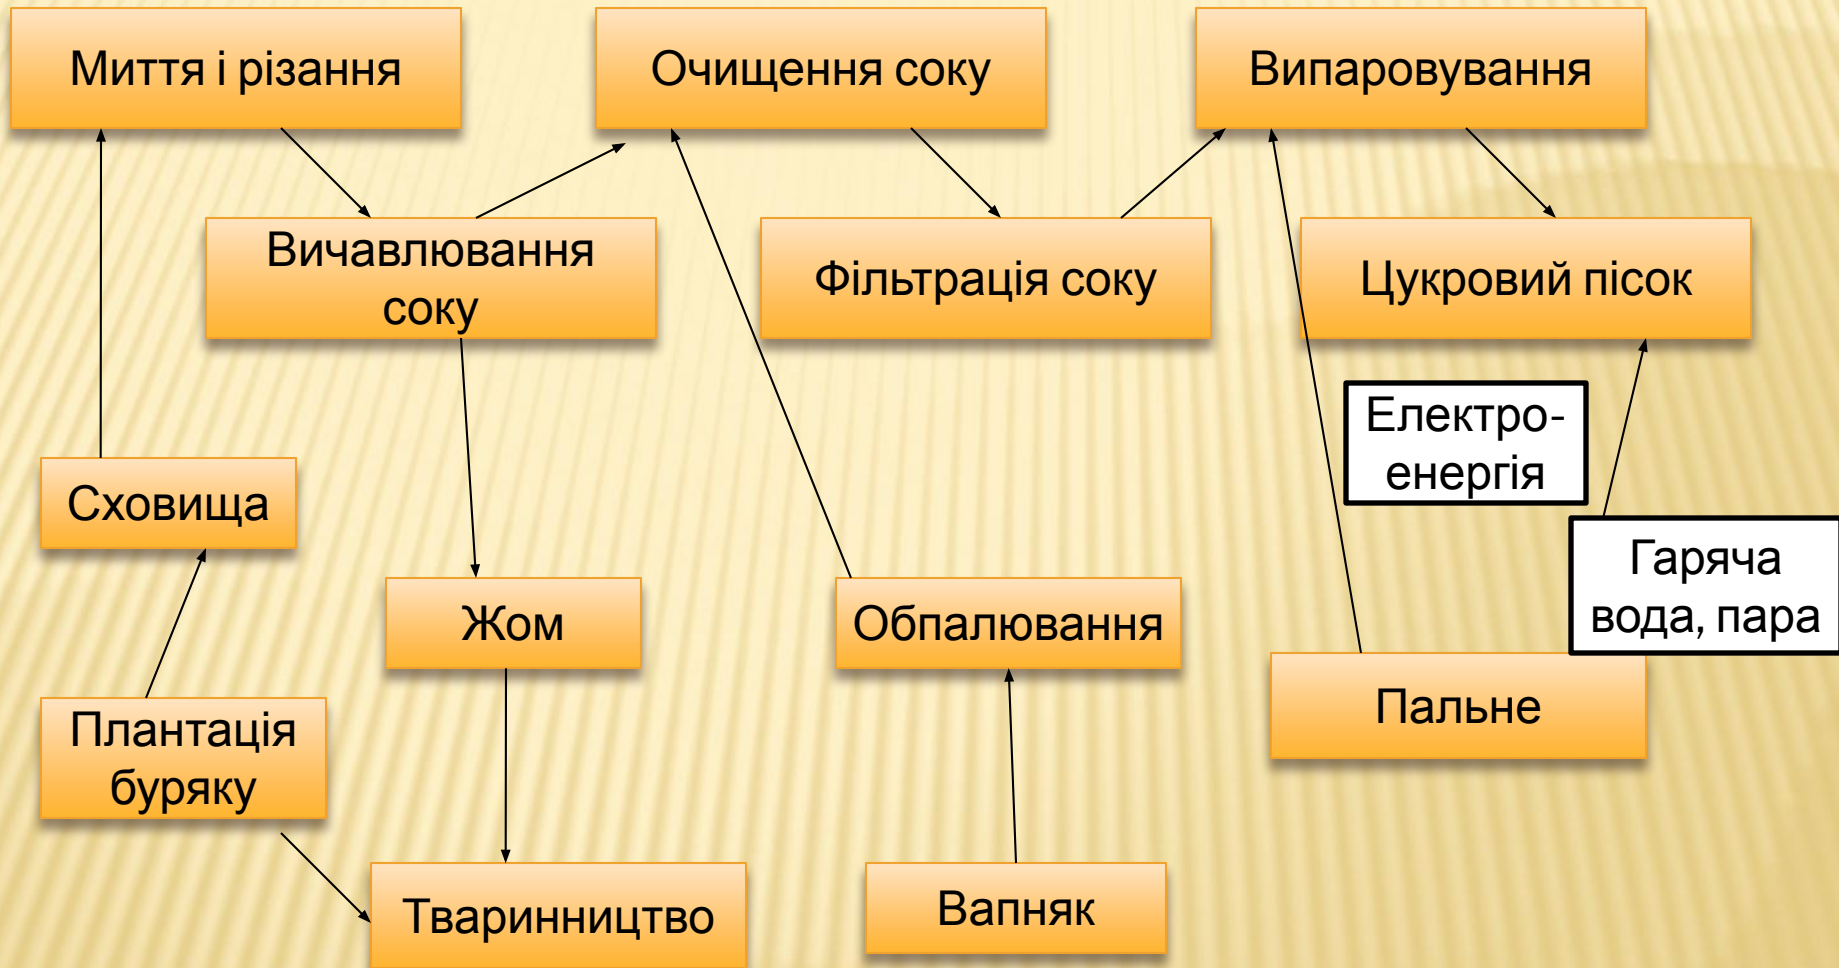 Миття і різання
Очищення соку
Випаровування
Вичавлювання
соку
Фільтрація соку
Цукровий пісок
Електро-
енергія
Сховища
Гаряча
вода, пара
Жом
Обпалювання
Пальне
Плантація
буряку
Тваринництво
Вапняк